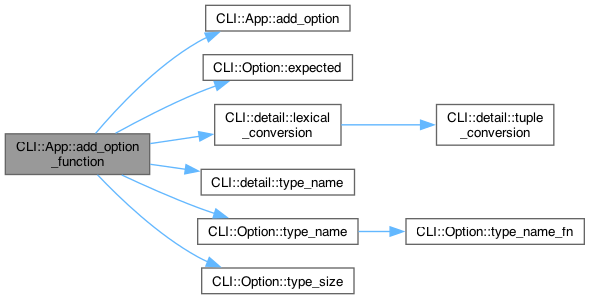 CLI::App::add_option
CLI::Option::expected
CLI::detail::lexical
_conversion
CLI::detail::tuple
_conversion
CLI::App::add_option
_function
CLI::detail::type_name
CLI::Option::type_name
CLI::Option::type_name_fn
CLI::Option::type_size